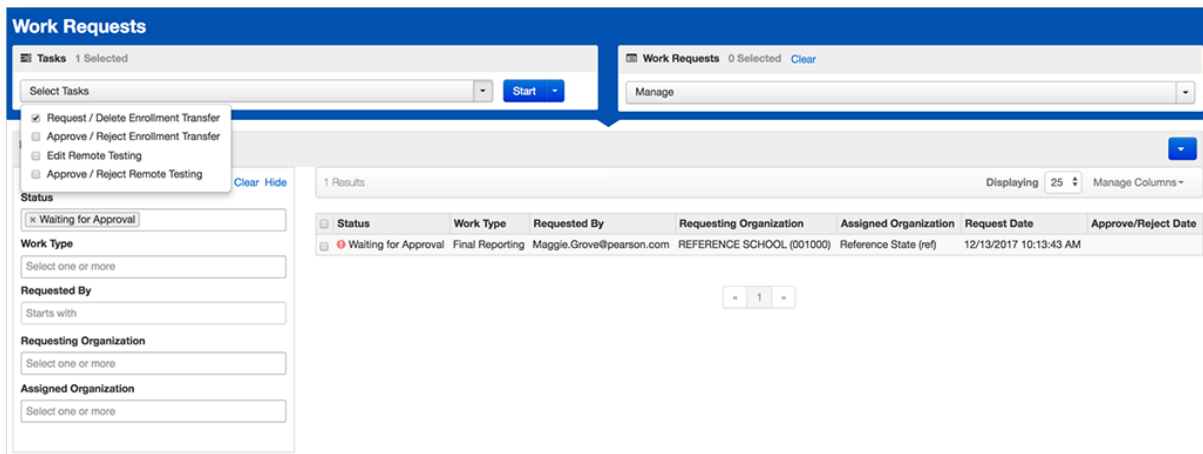 Work Requests
Tasks 1 Selected
Select Tasks
Start
Request / Delete Enrollment Transfer
Approve / Reject Enrollment Transfer
Edit Remote Testing
Approve / Reject Remote Testing
Work Requests 0 Selected Clear
Manage
Clear Hide
Status
× Waiting for Approval
Work Type
Select one or more
Requested By
Starts with
Requesting Organization
Select one or more
Assigned Organization
Select one or more
1 Results
Displaying 25 Manage Columns
Status Work Type Requested By Requesting Organization Assigned Organization Request Date Approve/Reject Date
Waiting for Approval Final Reporting Maggie.Grove@pearson.com REFERENCE SCHOOL (001000) Reference State (ref) 12/13/2017 10:13:43 AM
« 1 »